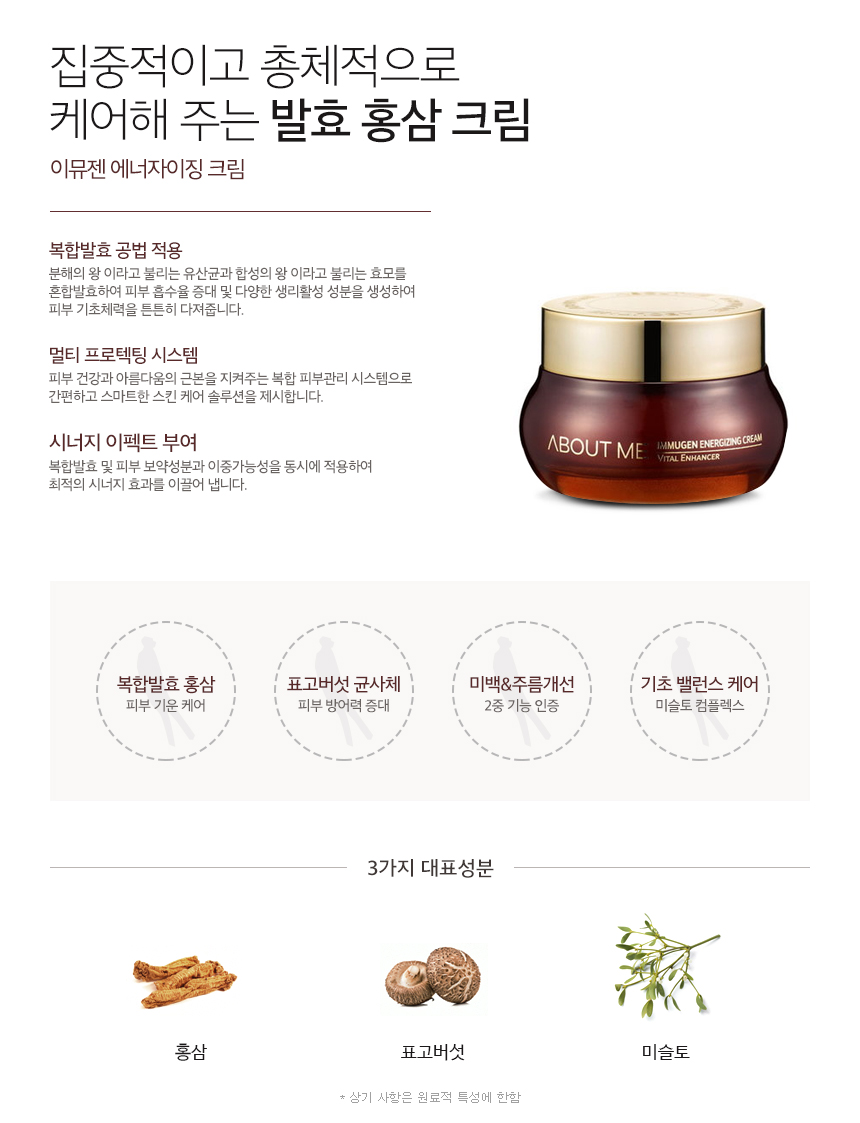 집중적이고 총체적으로
케어해 주는 발효 홍삼 크림
이뮤젠 에너자이징 크림
복합발효 공법 적용
분해의 왕 이라고 불리는 유산균과 합성의 왕 이라고 불리는 효모를
혼합발효하여 피부 흡수율 증대 및 다양한 생리활성 성분을 생성하여
피부 기초체력을 튼튼히 다져줍니다.
멀티 프로텍팅 시스템
피부 건강과 아름다움의 근본을 지켜주는 복합 피부관리 시스템으로
간편하고 스마트한 스킨 케어 솔루션을 제시합니다.
시너지 이펙트 부여
복합발효 및 피부 보약성분과 이중가능성을 동시에 적용하여
최적의 시너지 효과를 이끌어 냅니다.
ABOUT ME IMMUGEN ENERGIZING CREAM
VITAL ENHANCER
복합발효 홍삼
피부 기운 케어
표고버섯 균사체
피부 방어력 증대
미백&주름개선
2중 기능 인증
기초 밸런스 케어
미슬토 컴플렉스
3가지 대표성분
홍삼
표고버섯
미슬토
* 상기 사항은 원료적 특성에 한함